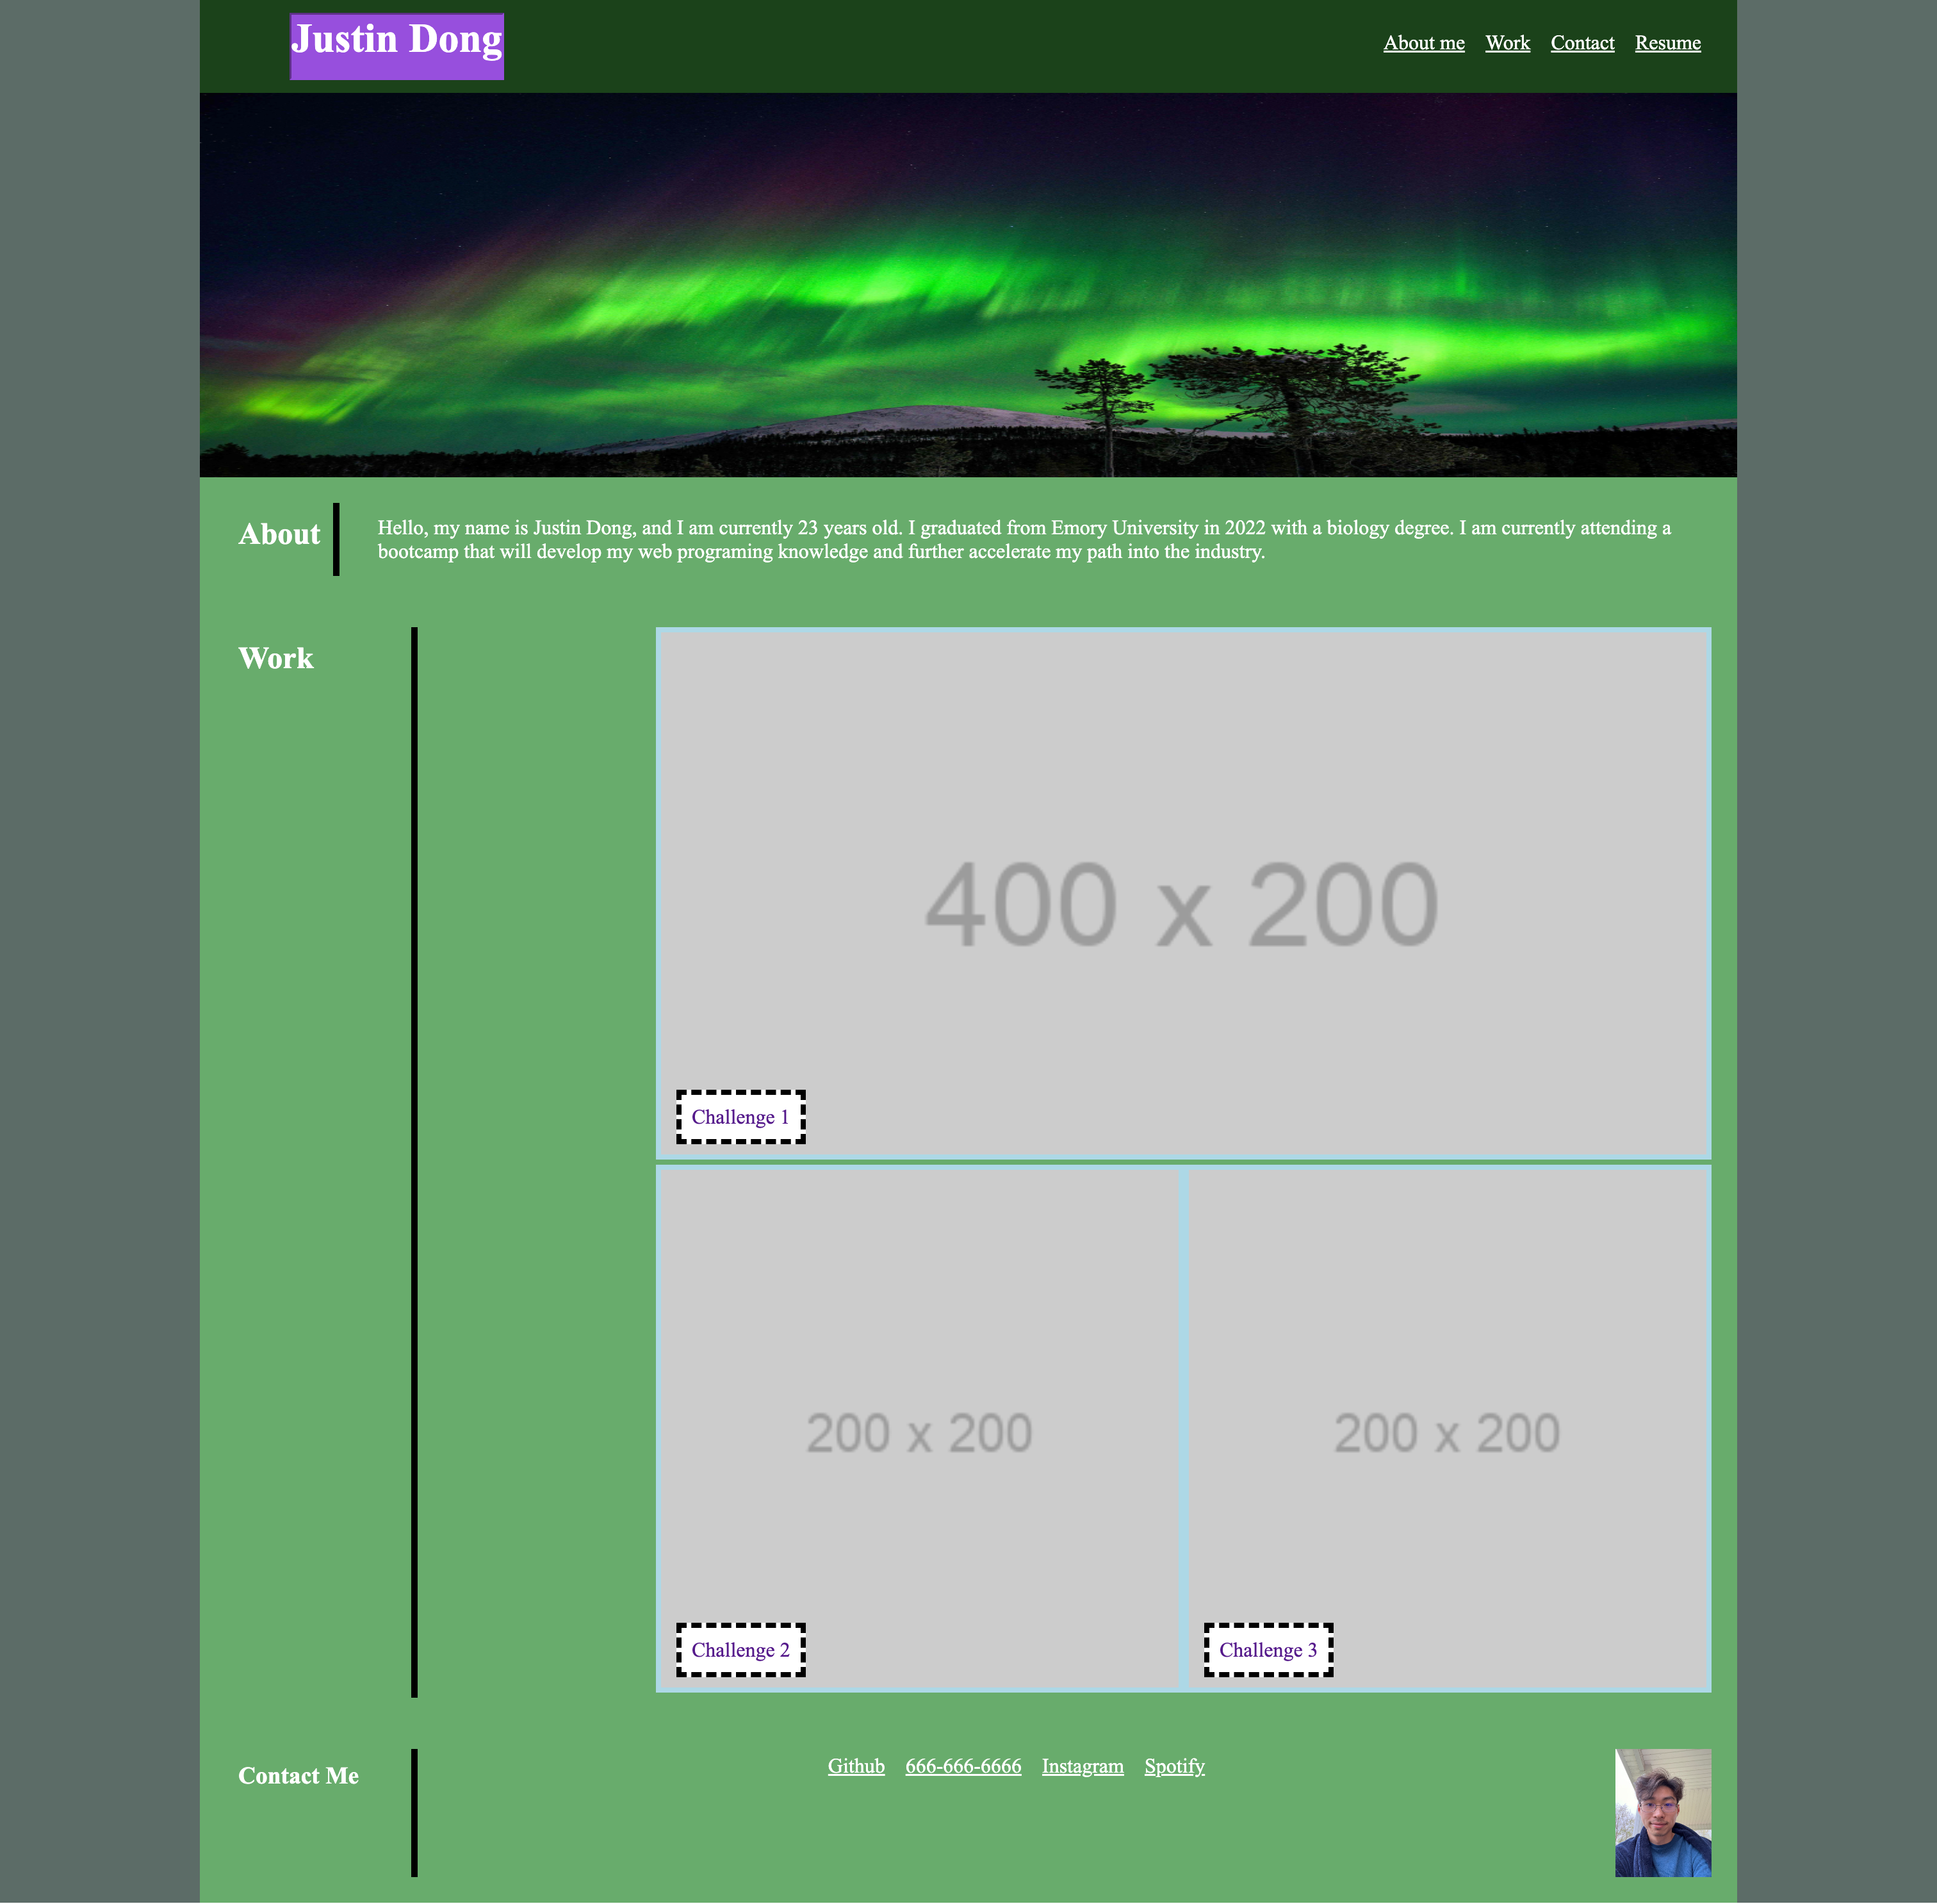 Justin Dong
About me Work Contact Resume
About
Hello, my name is Justin Dong, and I am currently 23 years old. I graduated from Emory University in 2022 with a biology degree. I am currently attending a
bootcamp that will develop my web programing knowledge and further accelerate my path into the industry.
Work
400 x 200
Challenge 1
200 x 200
200 x 200
Challenge 2
Challenge 3
Contact Me
Github 666-666-6666 Instagram Spotify